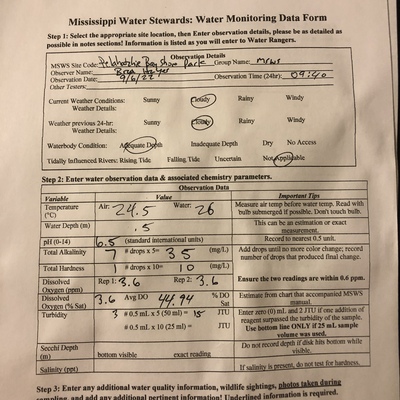 Mississippi Water Stewards: Water Monitoring Data Form
Step 1: Select the appropriate site location, then Enter observation details, please be as detailed as
possible in notes sections! Information is listed as you will enter to Water Rangers.
Observation Details
MSWS Site Code: Pelahatchie Bay Shore Park Group Name: MSWS
Observer Name:
Observation Date: 9/6/22 Observation Time (24hr): 09:40
Other Testers:
Current Weather Conditions: Sunny Cloudy Rainy Windy
Weather Details:
Weather previous 24-hr: Sunny Cloudy Rainy Windy
Weather Details:
Waterbody Condition: Adequate Depth Inadequate Depth Dry No Access
Tidally Influenced Rivers: Rising Tide Falling Tide Uncertain Not Applicable
Step 2: Enter water observation data & associated chemistry parameters.
Observation Data
Variable Value Important Tips
Temperature (°C) Air: 24.5 Water: 26 Measure air temp before water temp. Read with
bulb submerged if possible. Don't touch bulb.
Water Depth (m) .5 This can be an estimation or exact
measurement.
pH (0-14) 6.5 (standard international units) Record to nearest 0.5 unit.
Total Alkalinity 7 # drops x 5= 35 (mg/L) Add drops until no more color change; record
number of drops that produced final change.
Total Hardness 1 # drops x 10= 10 (mg/L)
Dissolved Oxygen (ppm) Rep 1: 3.6 Rep 2: 3.6 Ensure the two readings are within 0.6 ppm.
Dissolved Oxygen (% Sat) 3.6 Avg DO 44.94 % DO Sat Estimate from chart that accompanied MSWS
manual.
Turbidity 3 # 0.5 mL x 5 (50 ml) = 15 JTU Enter zero (0) mL and 2 JTU if one addition of
reagent surpassed the turbidity of the sample.
# 0.5 mL x 10 (25 ml) = JTU Use bottom line ONLY if 25 mL sample
volume was used.
Secchi Depth (m) bottom visible exact reading Do not record depth if disk hits bottom while
visible.
Salinity (ppt) If salinity is present, do not test for hardness.
Step 3: Enter any additional water quality information, wildlife sightings, photos taken during
sampling, and add any additional pertinent information! Underlined information is required.